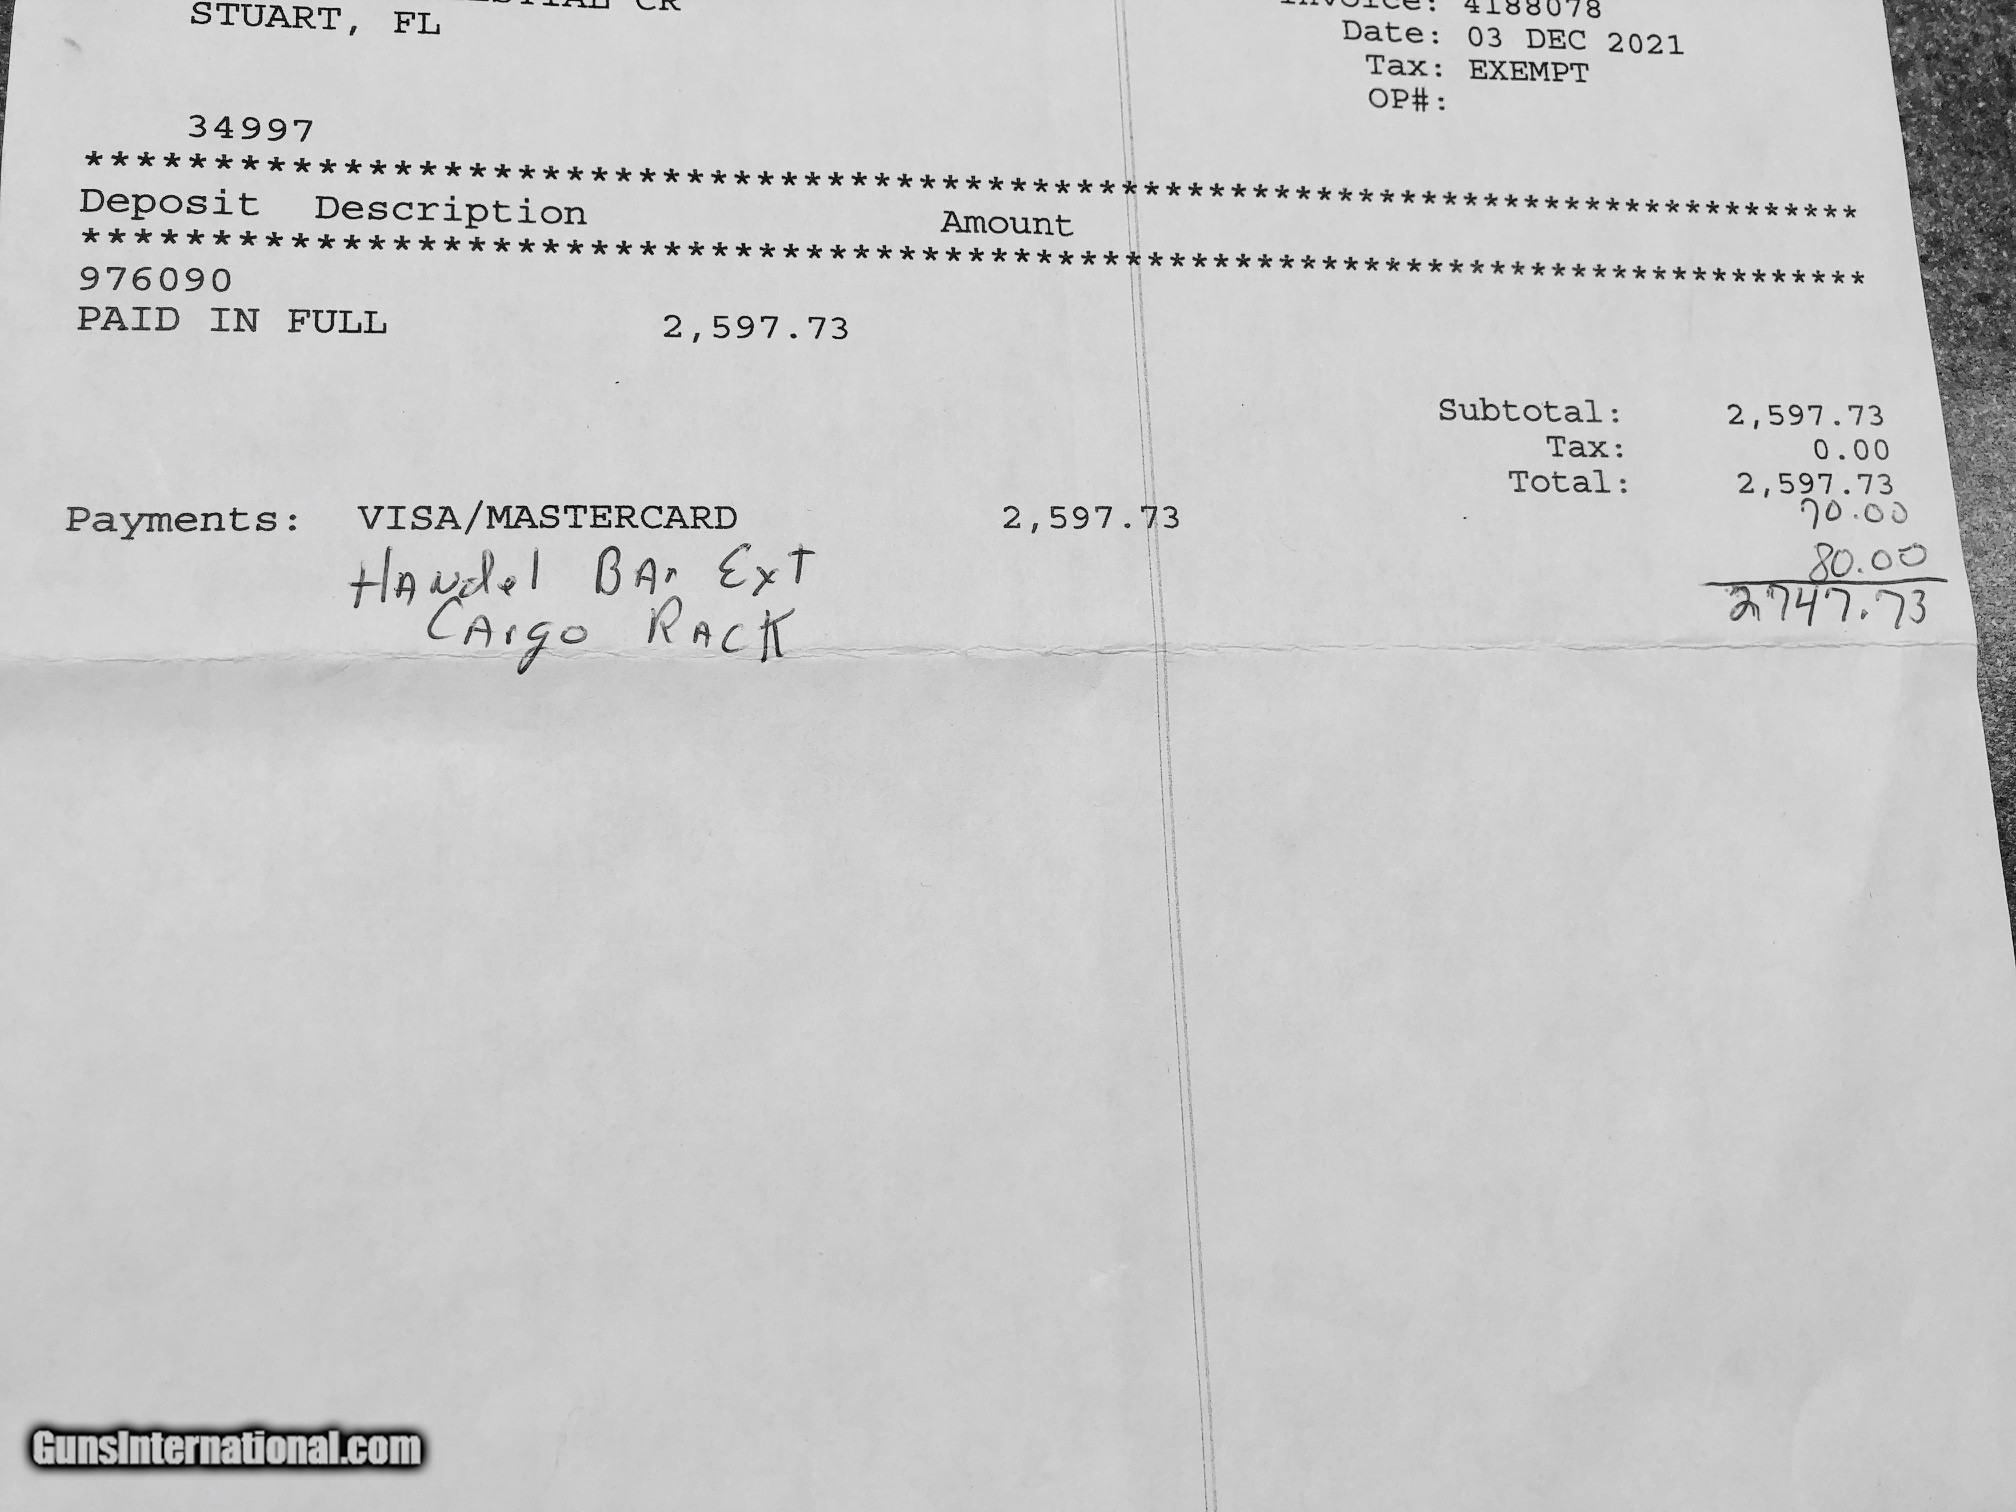 CR
STUART, FL
Invoice: 4188078
Date: 03 DEC 2021
Tax: EXEMPT
OP#:
34997
*****************************************************************
Deposit Description Amount
*****************************************************************
976090
PAID IN FULL 2,597.73
Subtotal: 2,597.73
Tax: 0.00
Total: 2,597.73
70.00
Payments: VISA/MASTERCARD 2,597.73
Handel BAr Ext 80.00
CArgo RACK 2747.73
GunsInternational.com